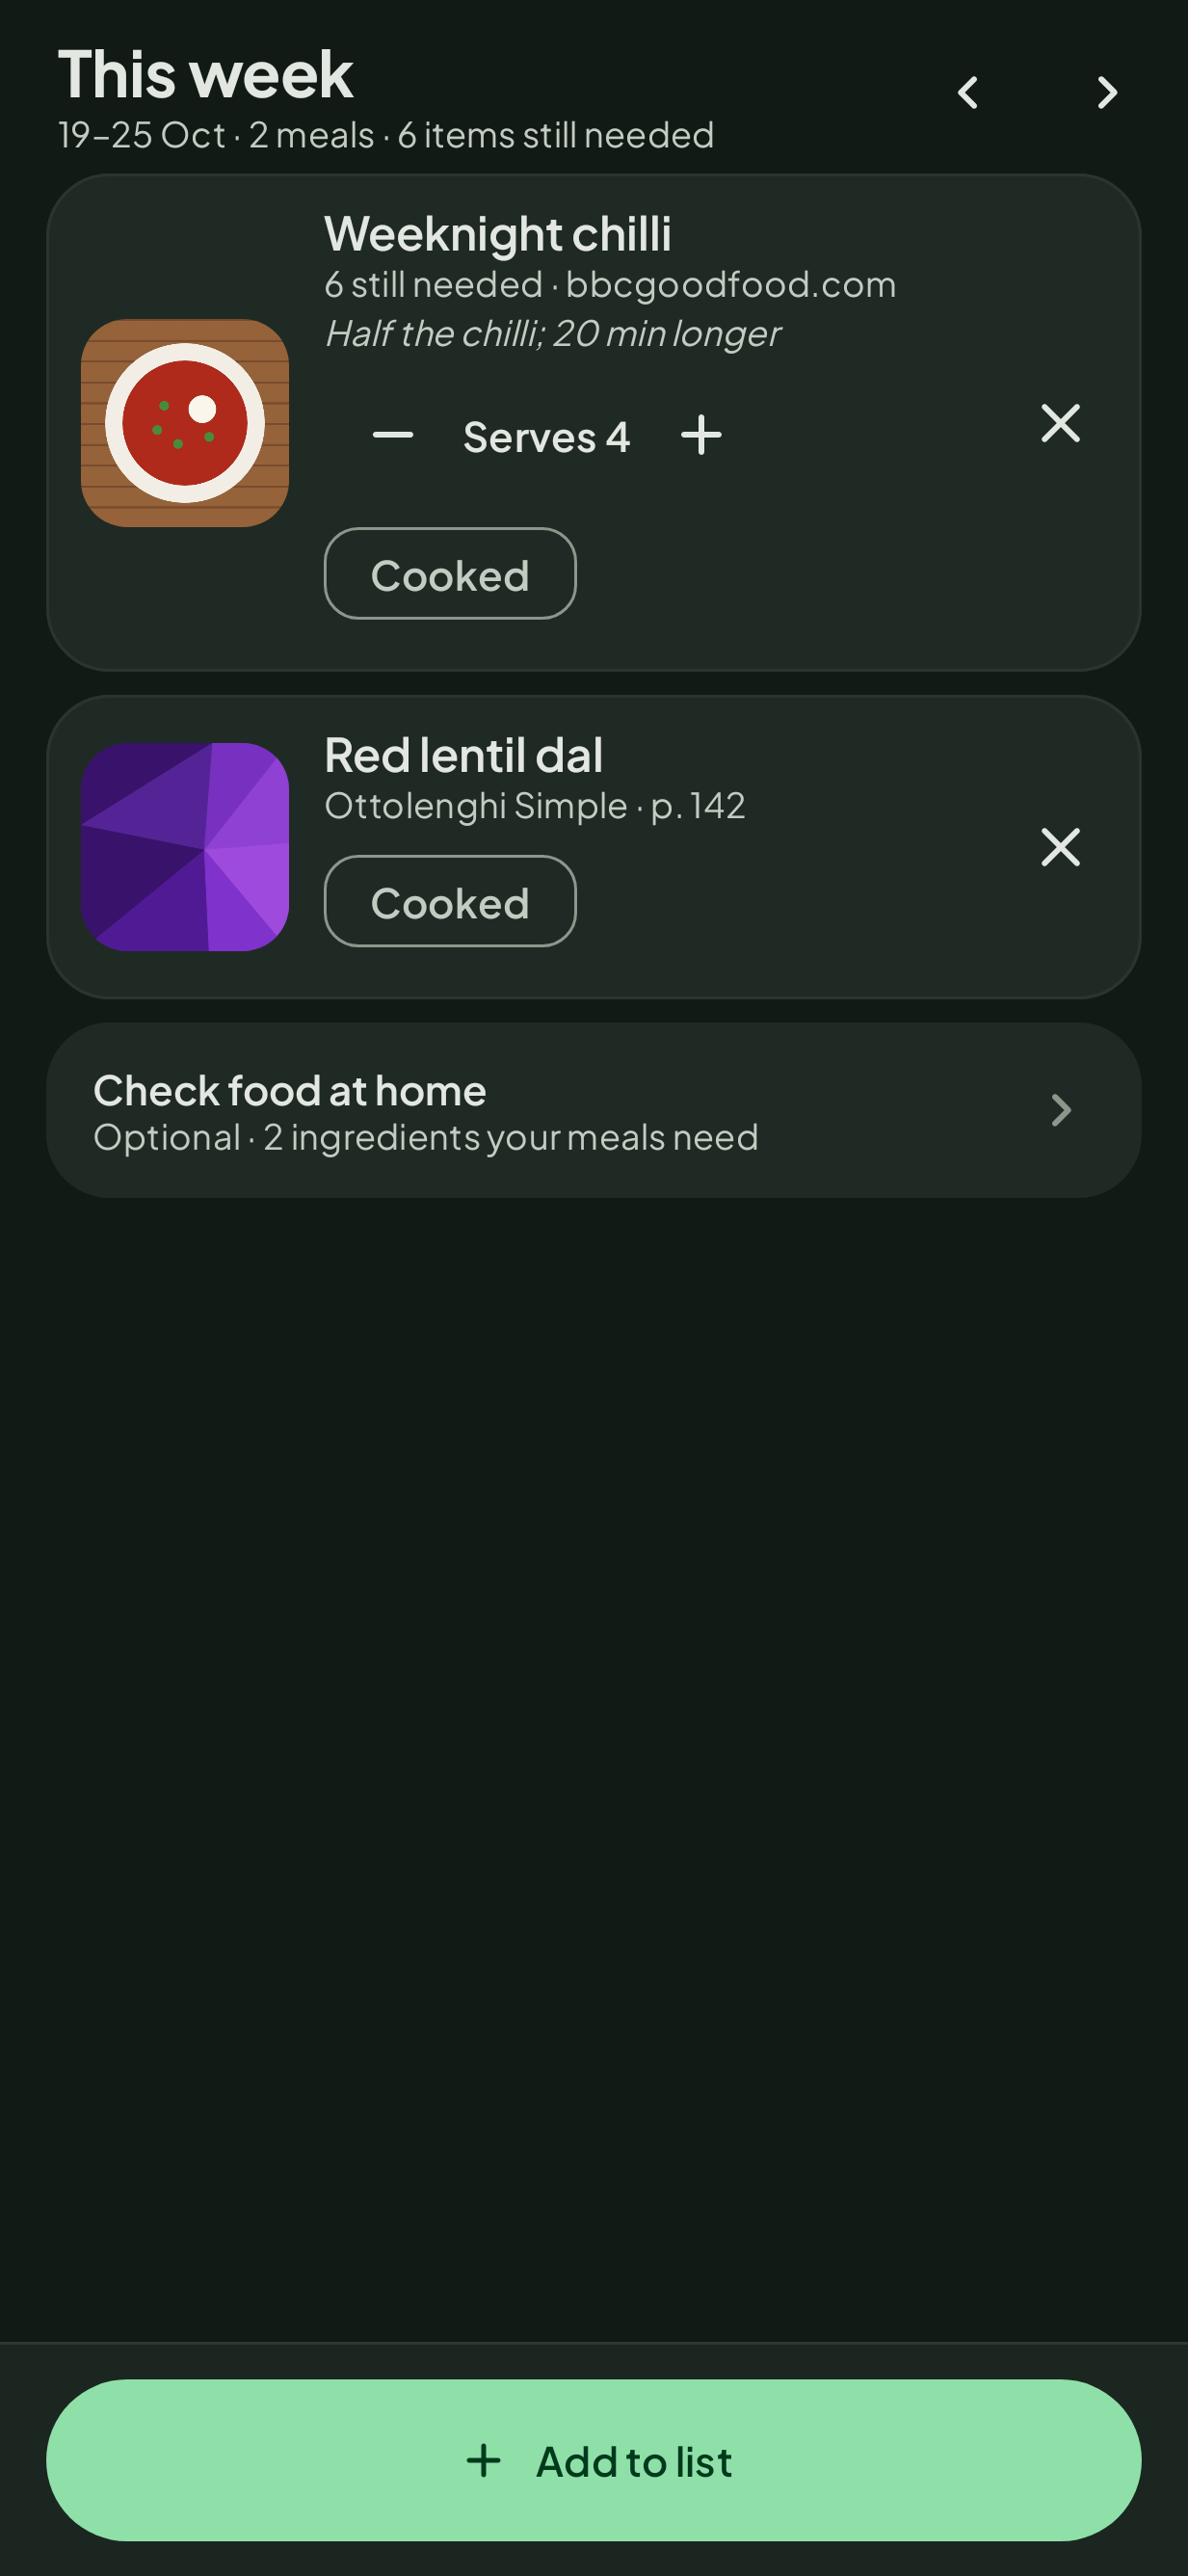 This week
19–25 Oct · 2 meals · 6 items still needed
Weeknight chilli
6 still needed · bbcgoodfood.com
Half the chilli; 20 min longer
Serves 4
Cooked
Red lentil dal
Ottolenghi Simple · p. 142
Cooked
Check food at home
Optional · 2 ingredients your meals need
Add to list